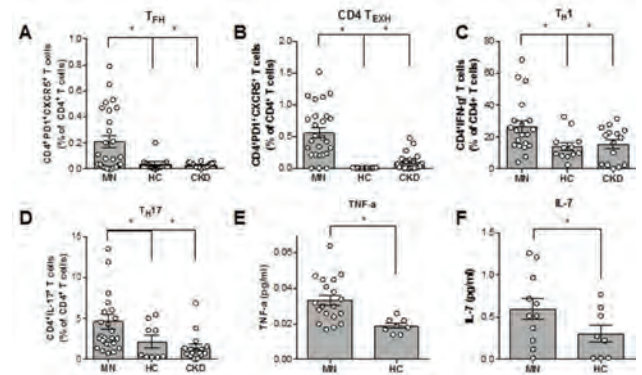 A
T_FH
CD4⁺PD1⁺CXCR5⁺ T cells
(% of CD4⁺ T cells)
1.0
0.8
0.6
0.4
0.2
0.0
MN HC CKD
*
*
B
CD4 T_EXH
CD4⁺PD1⁺CXCR5⁺ T cells
(% of CD4⁺ T cells)
2.0
1.5
1.0
0.5
0.0
MN HC CKD
*
*
C
T_H1
CD4⁺IFN-g⁺ T cells
(% of CD4+ T cells)
80
60
40
20
0
MN HC CKD
*
*
D
T_H17
CD4⁺IL-17⁺ T cells
(% of CD4⁺ T cells)
15
10
5
0
MN HC CKD
*
*
E
TNF-a
TNF-a (pg/ml)
0.06
0.04
0.02
0.00
MN HC
*
F
IL-7
IL-7 (pg/ml)
1.5
1.0
0.5
0.0
MN HC
*